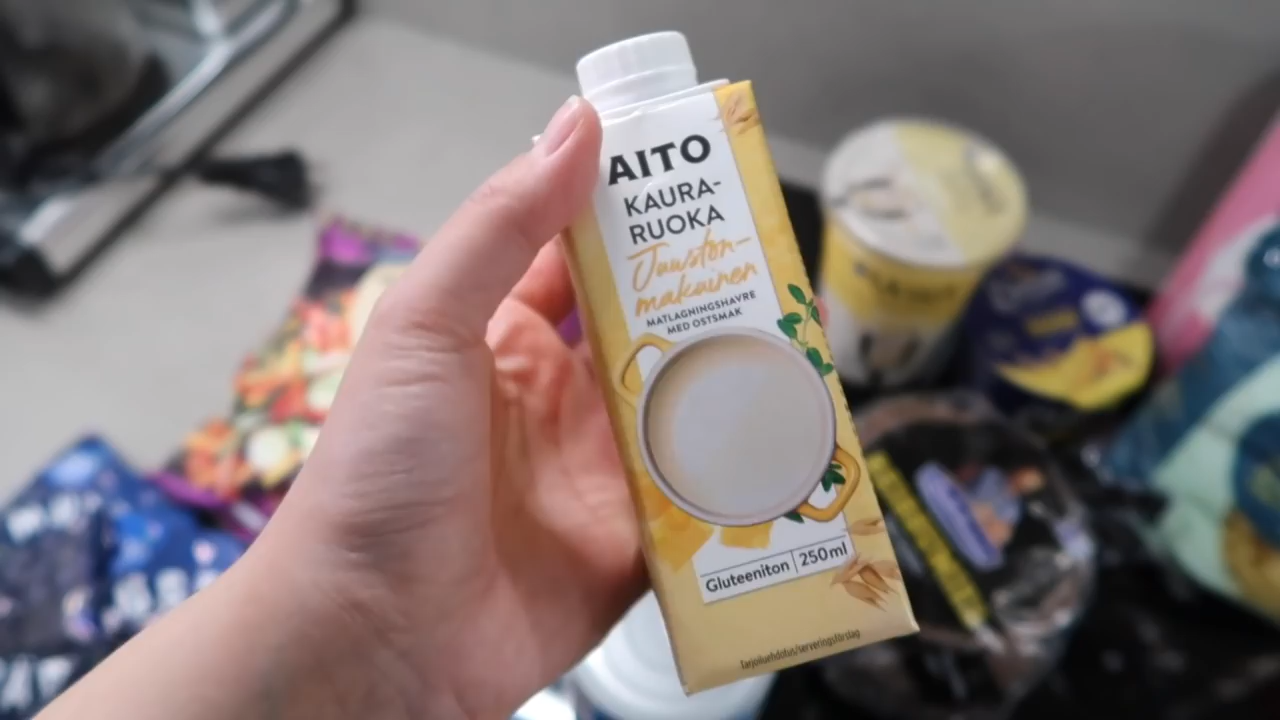 AITO
KAURA-
RUOKA
Juuston-
makuinen
MATLAGNINGSHAVRE
MED OSTSMAK
Gluteeniton 250ml
Tarjoiluehdotus/serveringsförslag